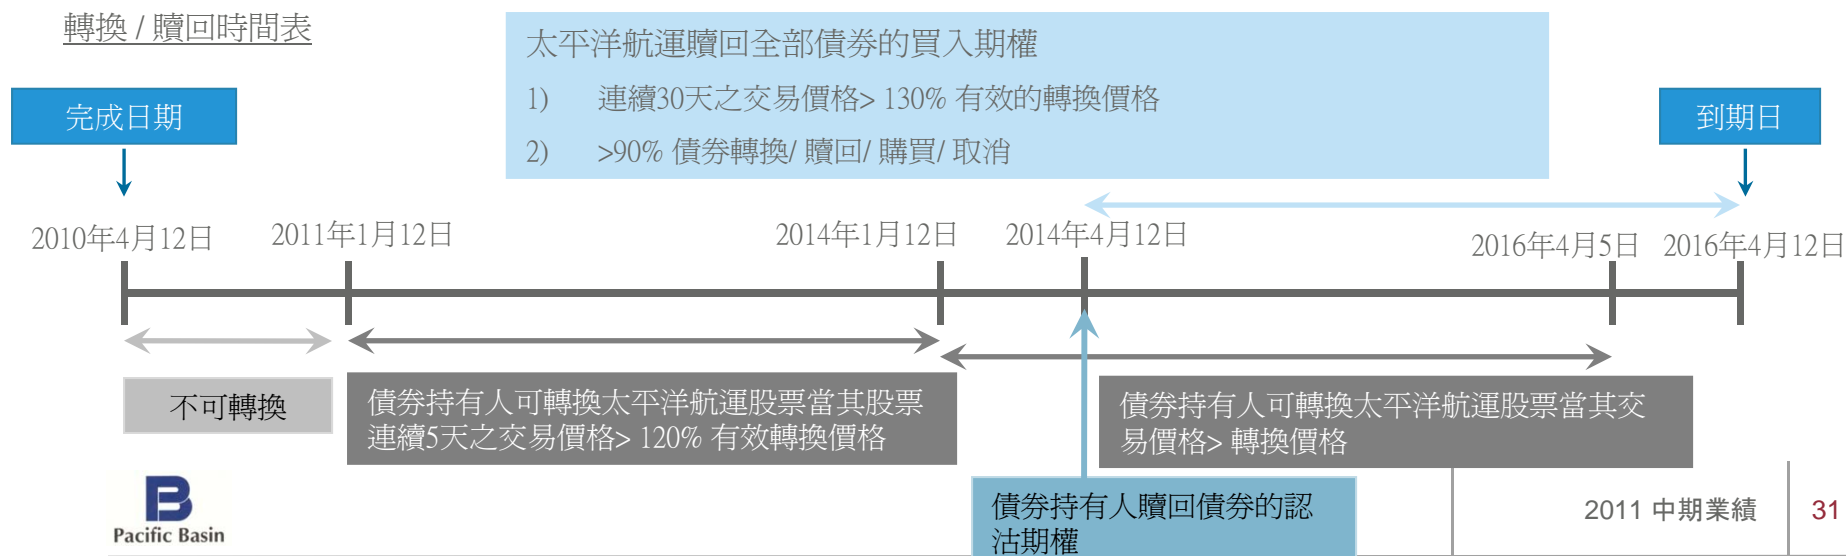 轉換 / 贖回時間表
太平洋航運贖回全部債券的買入期權
1) 連續30天之交易價格> 130% 有效的轉換價格
2) >90% 債券轉換/ 贖回/ 購買/ 取消
完成日期
到期日
2010年4月12日
2011年1月12日
2014年1月12日
2014年4月12日
2016年4月5日
2016年4月12日
不可轉換
債券持有人可轉換太平洋航運股票當其股票
連續5天之交易價格> 120% 有效轉換價格
債券持有人可轉換太平洋航運股票當其交
易價格> 轉換價格
債券持有人贖回債券的認
沽期權
Pacific Basin
2011 中期業績
31